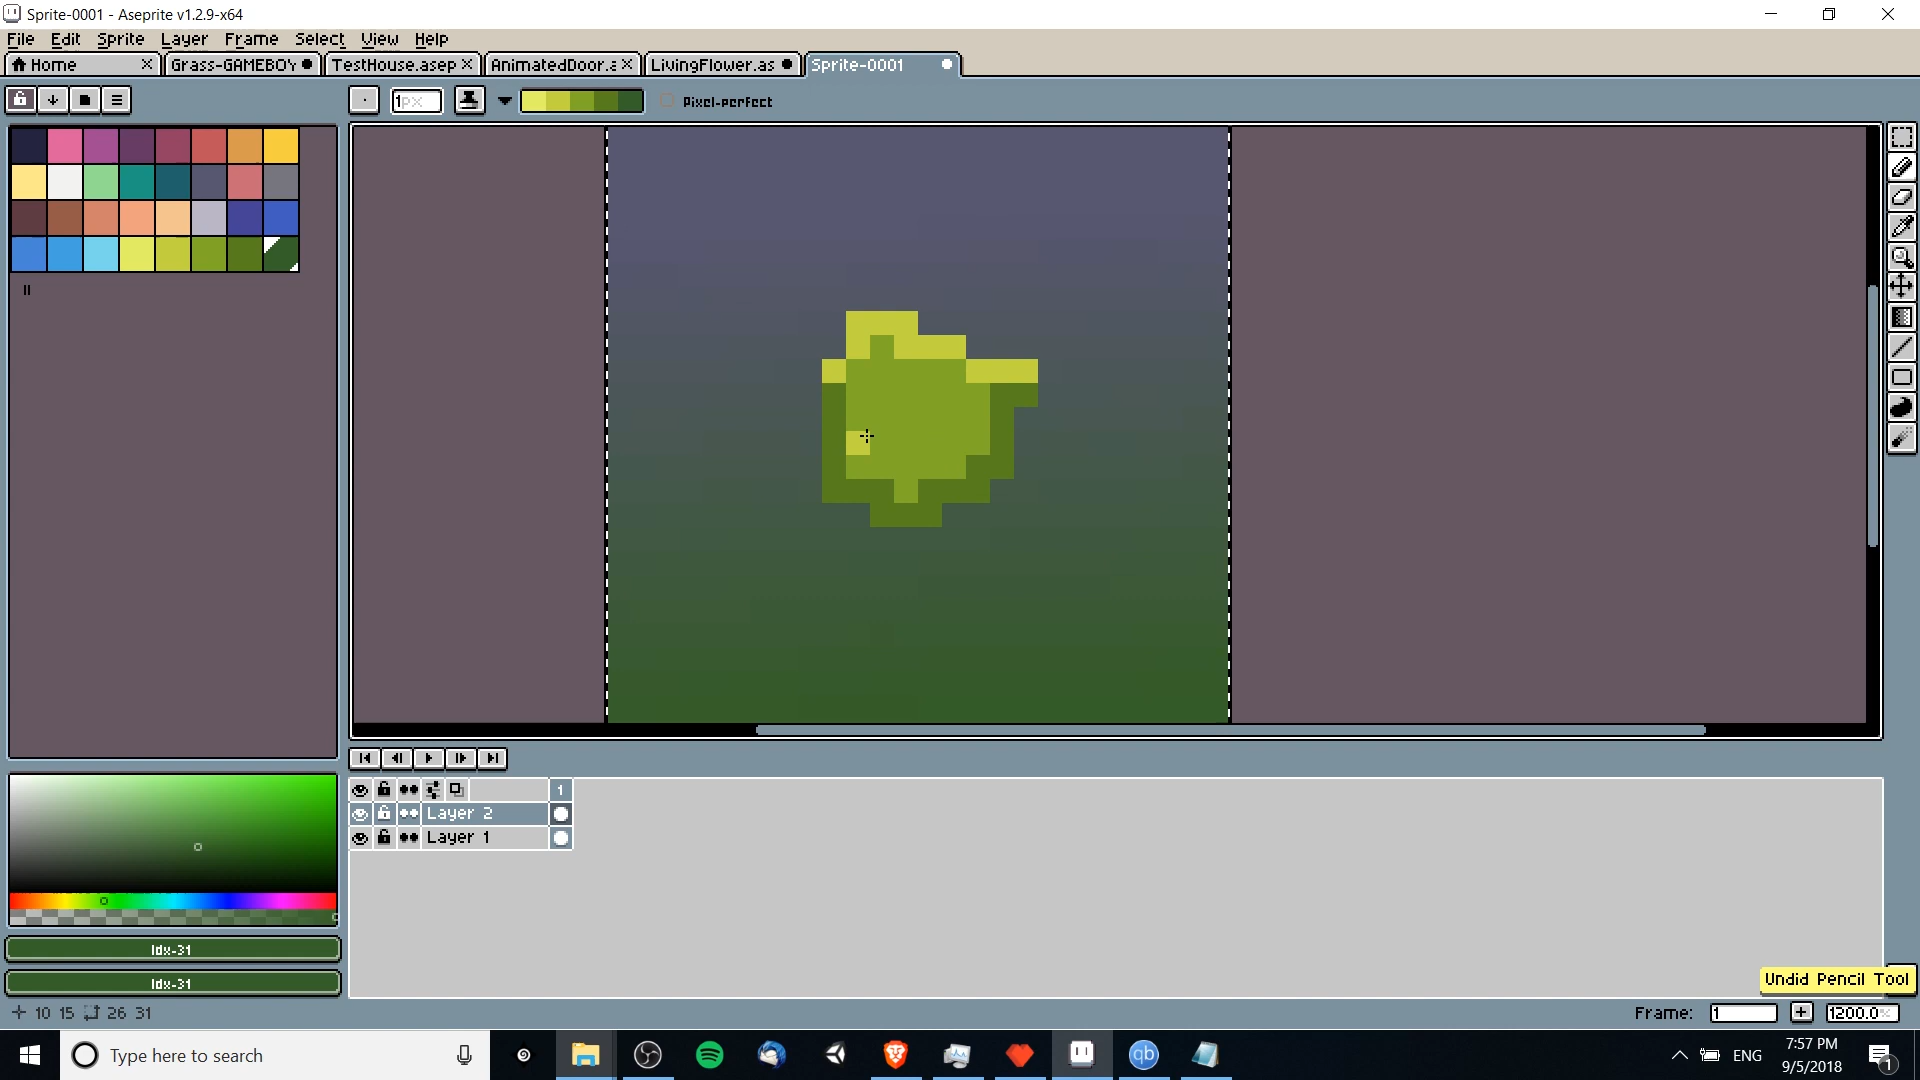 Sprite-0001 - Aseprite v1.2.9-x64
File Edit Sprite Layer Frame Select View Help
Home Grass-GAMEBOY TestHouse.asep AnimatedDoor.a LivingFlower.as Sprite-0001
1px Pixel-perfect
1
Layer 2
Layer 1
Idx-31
Idx-31
Undid Pencil Tool
10 15 26 31 Frame: 1 + 1200.0%
Type here to search qb ENG 7:57 PM
9/5/2018 1